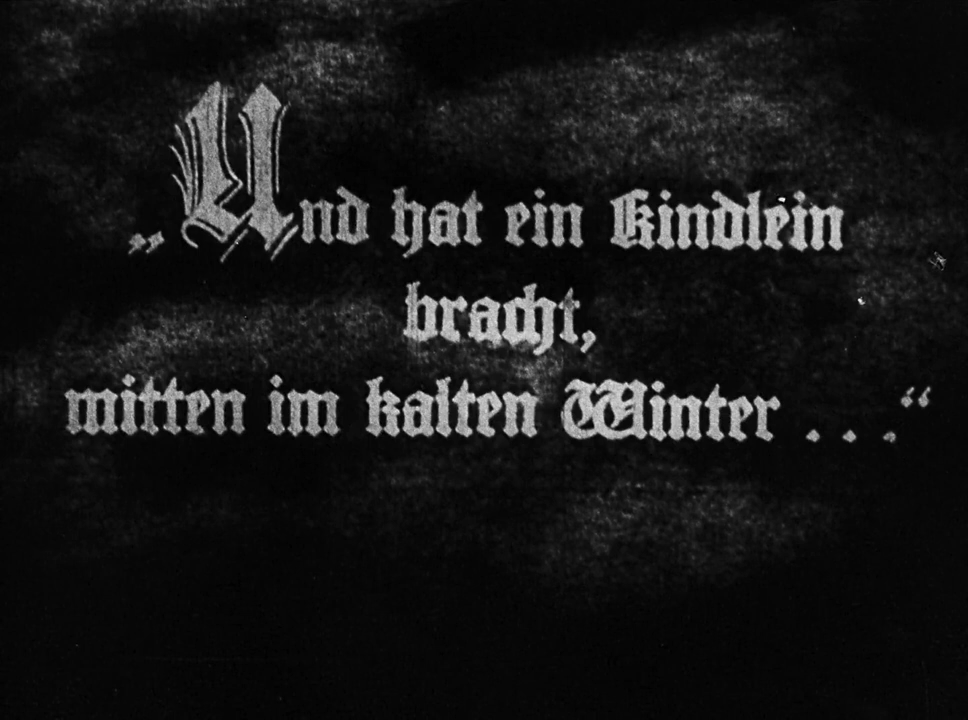 „Und hat ein Kindlein
bracht,
mitten im kalten Winter . . .“